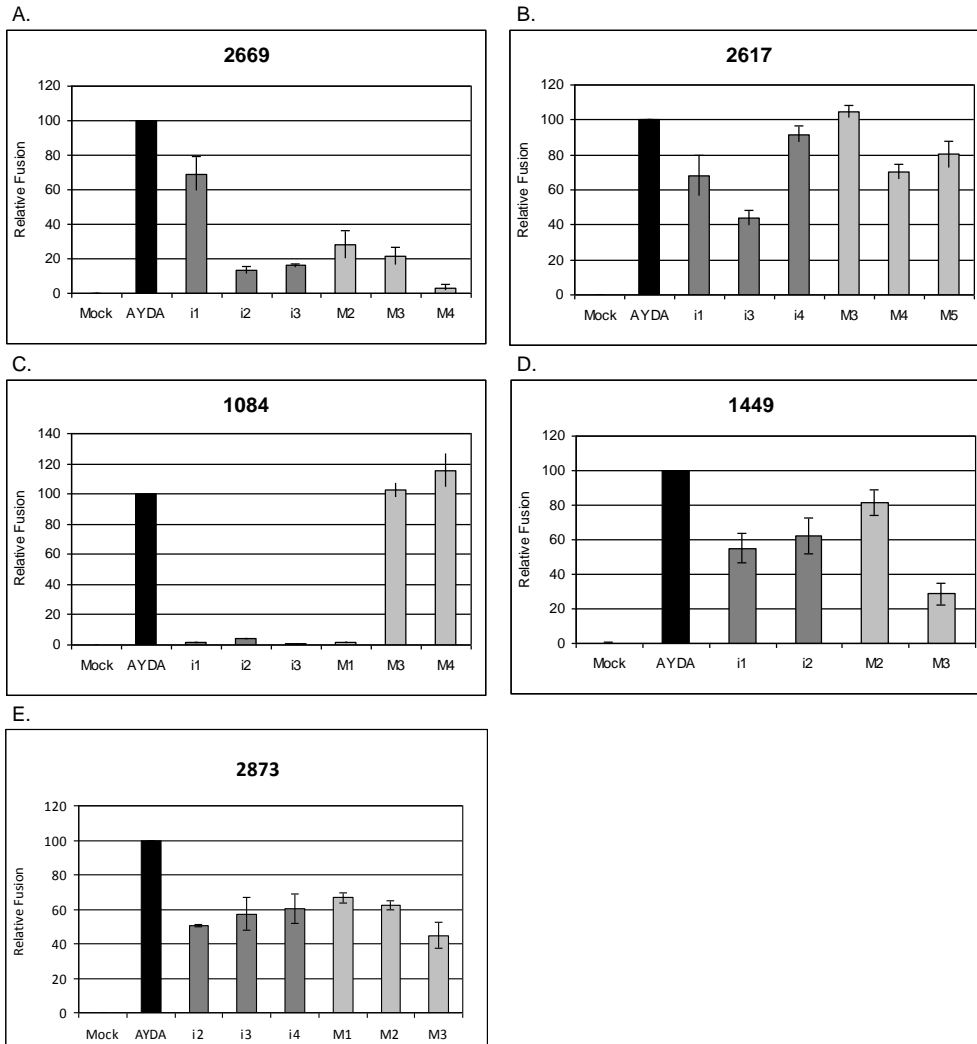 A.
2669
Relative Fusion
120
100
80
60
40
20
0
Mock AYDA i1 i2 i3 M2 M3 M4
B.
2617
Relative Fusion
120
100
80
60
40
20
0
Mock AYDA i1 i3 i4 M3 M4 M5
C.
1084
Relative Fusion
140
120
100
80
60
40
20
0
Mock AYDA i1 i2 i3 M1 M3 M4
D.
1449
Relative Fusion
120
100
80
60
40
20
0
Mock AYDA i1 i2 M2 M3
E.
2873
Relative Fusion
120
100
80
60
40
20
0
Mock AYDA i2 i3 i4 M1 M2 M3